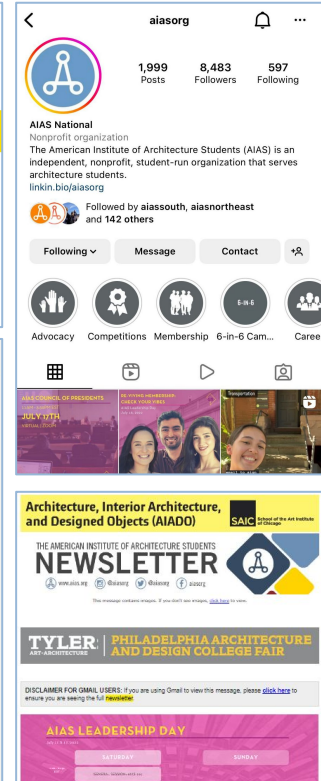 aiasorg
1,999
8,483
597
Posts
Followers
Following
AIAS National
Nonprofit organization
The American Institute of Architecture Students (AIAS) is an
independent, nonprofit, student-run organization that serves
architecture students.
linkin.bio/aiasorg
Followed by aiassouth, aiasnortheast
and 142 others
Following
Message
Contact
6-IN-6
Advocacy
Competitions
Membership
6-in-6 Cam...
Caree
AIAS COUNCIL OF PRESIDENTS
JULY 17TH
VIRTUAL
CHECK YOUR VIBES
Transportation
Architecture, Interior Architecture,
and Designed Objects (AIADO)
SAIC
School of the Art Institute
of Chicago
THE AMERICAN INSTITUTE OF ARCHITECTURE STUDENTS
NEWSLETTER
www.aias.org
@aiasorg
@aiasorg
aiasorg
This message contains images. If you don't see images, click here to view.
TYLER
ART+ARCHITECTURE
PHILADELPHIA ARCHITECTURE
AND DESIGN COLLEGE FAIR
DISCLAIMER FOR GMAIL USERS: If you are using Gmail to view this message, please click here to
ensure you are seeing the full newsletter.
AIAS LEADERSHIP DAY
SATURDAY
SUNDAY